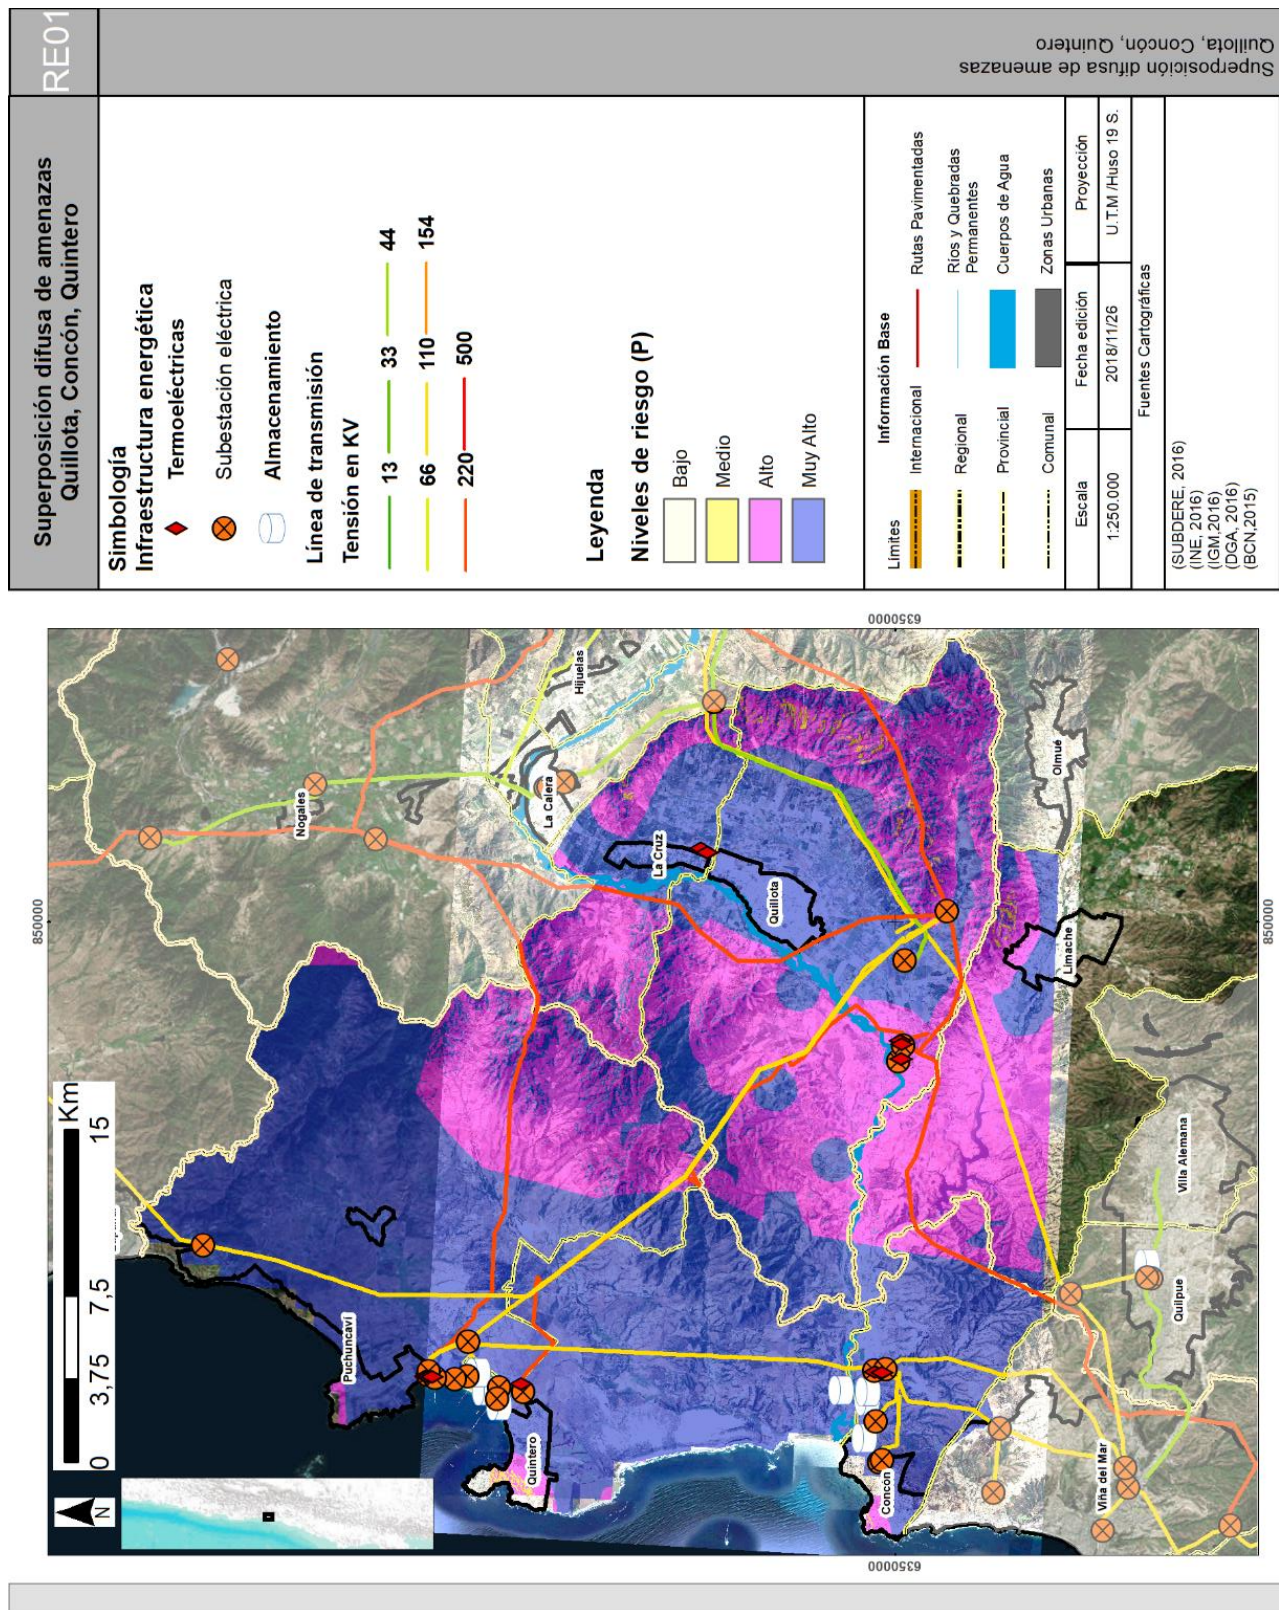 RE01
Superposición difusa de amenazas
Quillota, Concón, Quintero
Superposición difusa de amenazas
Quillota, Concón, Quintero
Simbología
Infraestructura energética
Termoeléctricas
Subestación eléctrica
Almacenamiento
Línea de transmisión
Tensión en KV
13 33 44
66 110 154
220 500
Leyenda
Niveles de riesgo (P)
Bajo
Medio
Alto
Muy Alto
Información Base
Límites
Internacional
Regional
Provincial
Comunal
Rutas Pavimentadas
Ríos y Quebradas
Permanentes
Cuerpos de Agua
Zonas Urbanas
Escala
Fecha edición
Proyección
1:250.000
2018/11/26
U.T.M /Huso 19 S.
Fuentes Cartográficas
(SUBDERE, 2016)
(INE, 2016)
(IGM,2016)
(DGA, 2016)
(BCN,2015)
N
0 3,75 7,5 15
Km
850000
850000
6350000
6350000
Nogales
Hijuelas
La Calera
La Cruz
Quillota
Olmué
Limache
Puchuncaví
Quintero
Concón
Villa Alemana
Quilpue
Viña del Mar